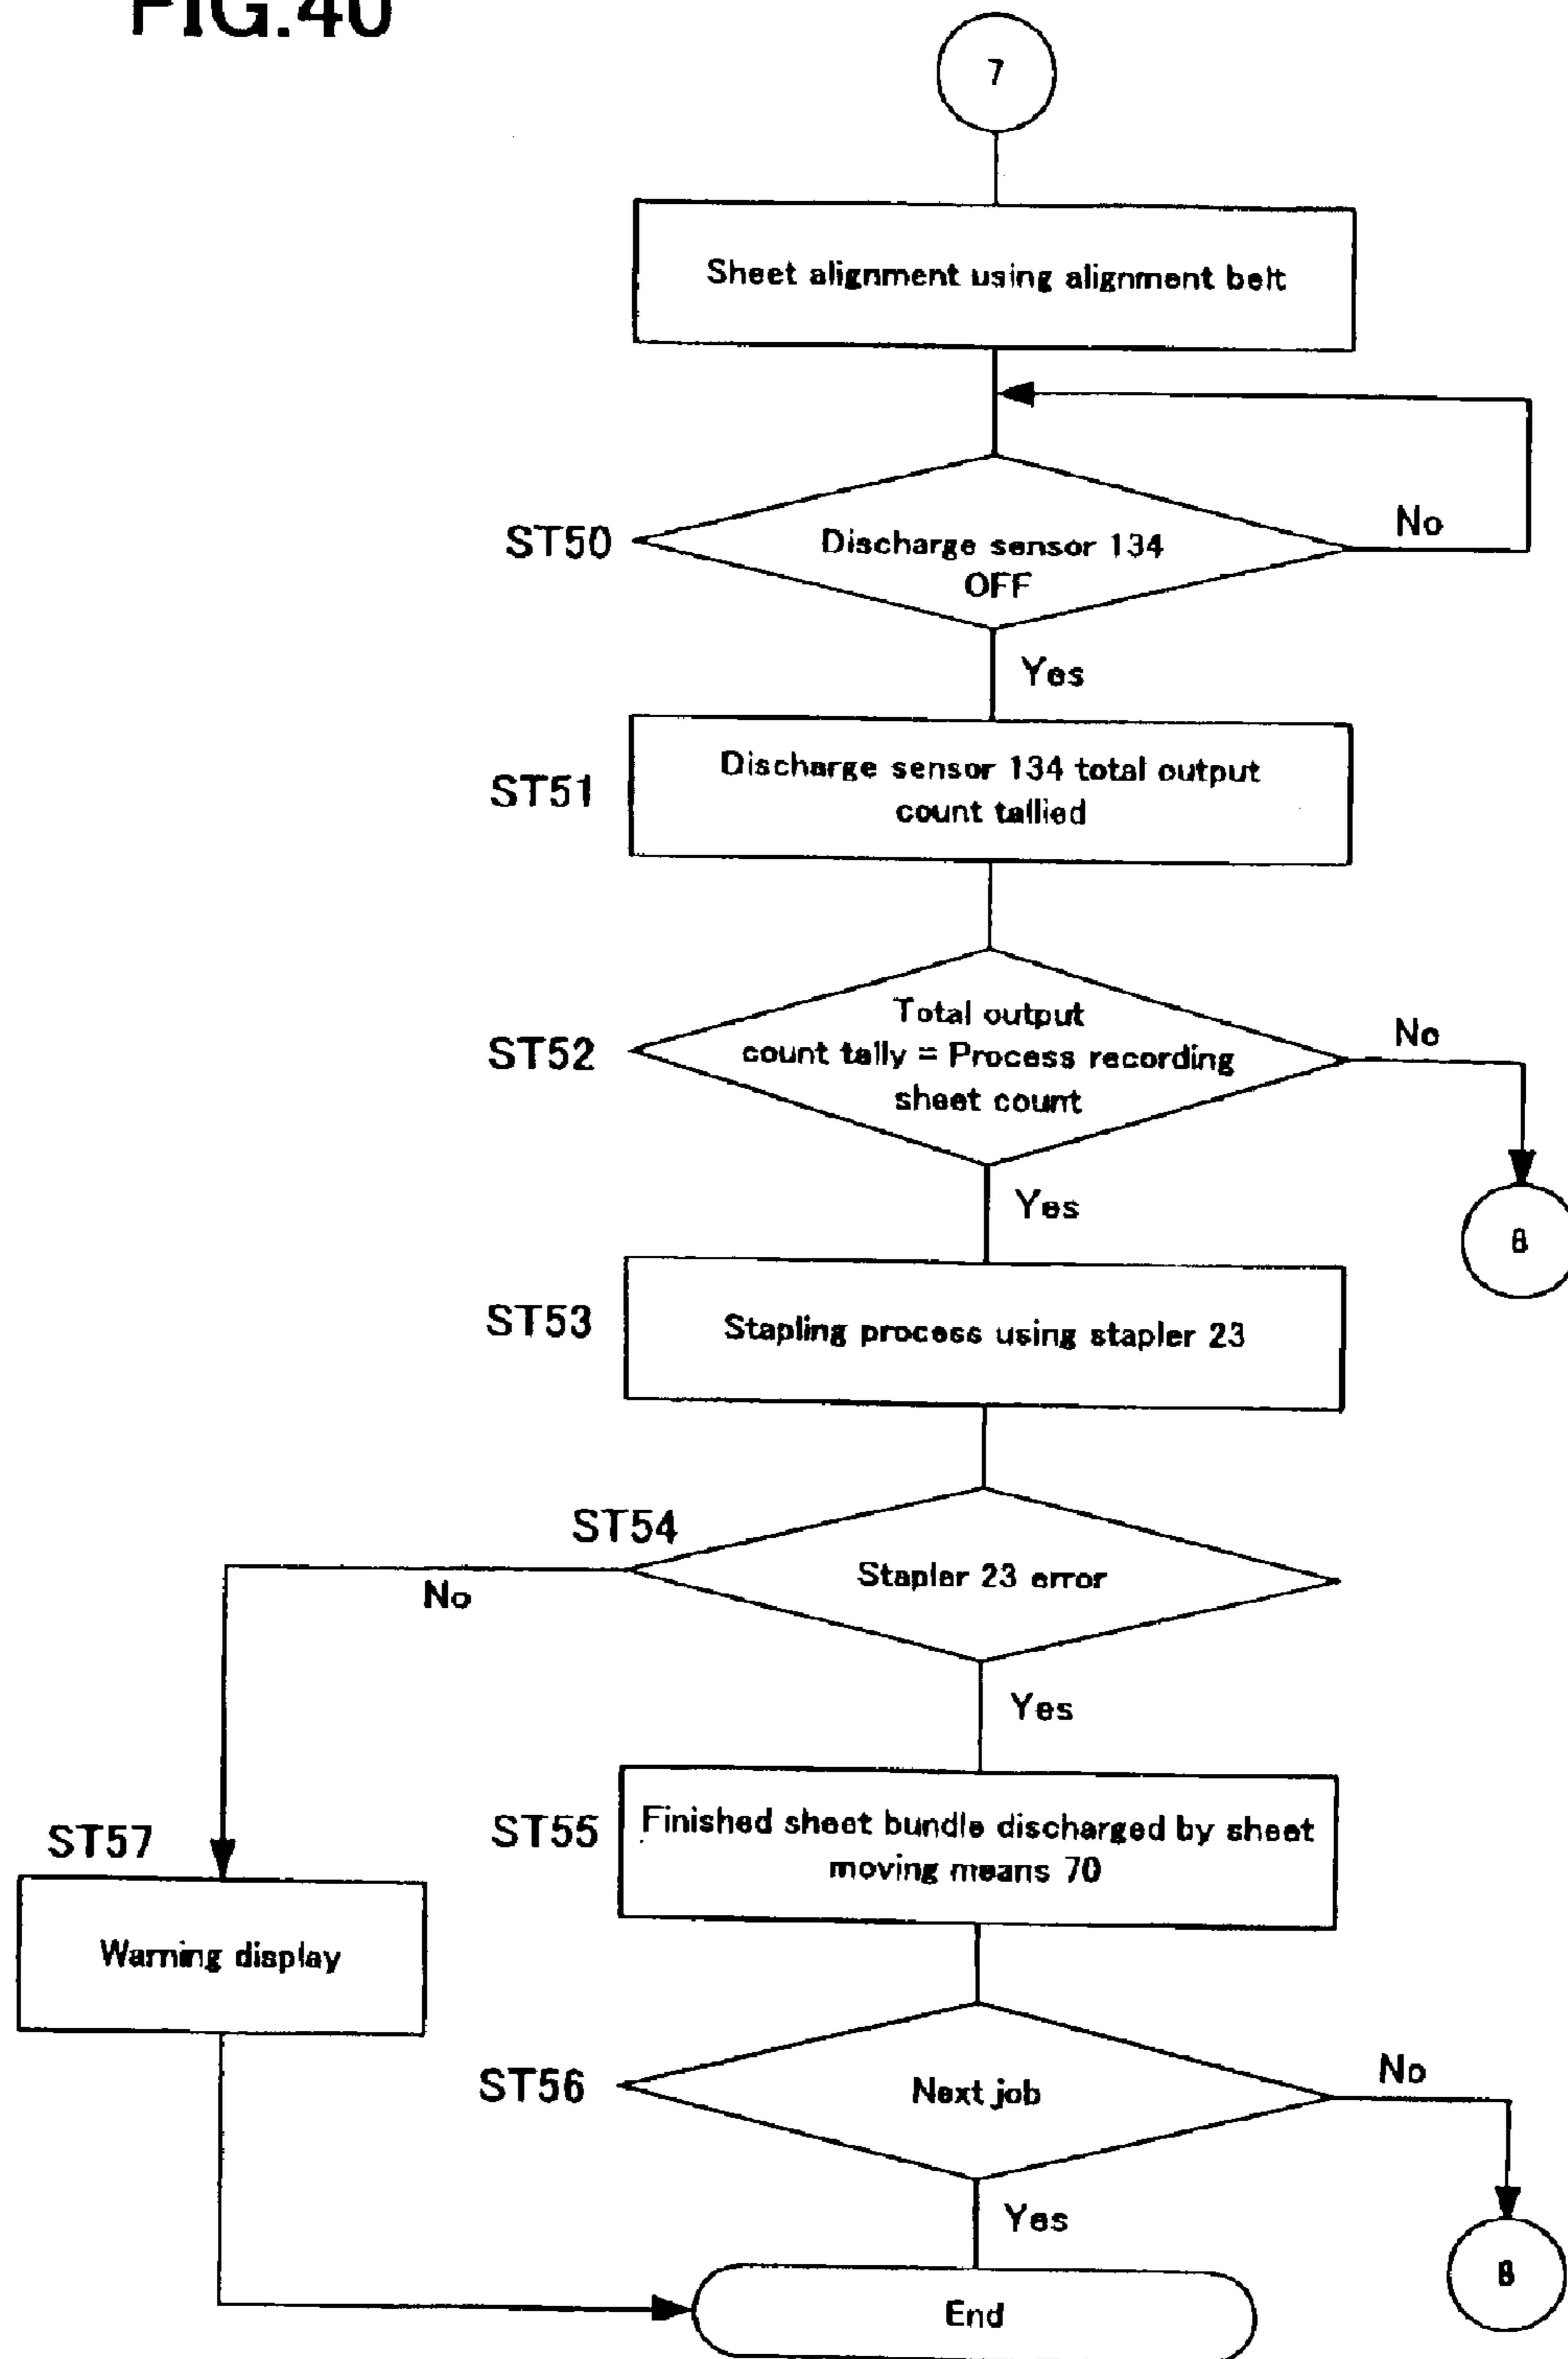 FIG.40
7
Sheet alignment using alignment belt
ST50
Discharge sensor 134
OFF
No
Yes
ST51
Discharge sensor 134 total output
count tallied
ST52
Total output
count tally = Process recording
sheet count
No
Yes
ST53
Stapling process using stapler 23
ST54
Stapler 23 error
No
Yes
ST55
Finished sheet bundle discharged by sheet
moving means 70
ST57
Warning display
ST56
Next job
No
Yes
End